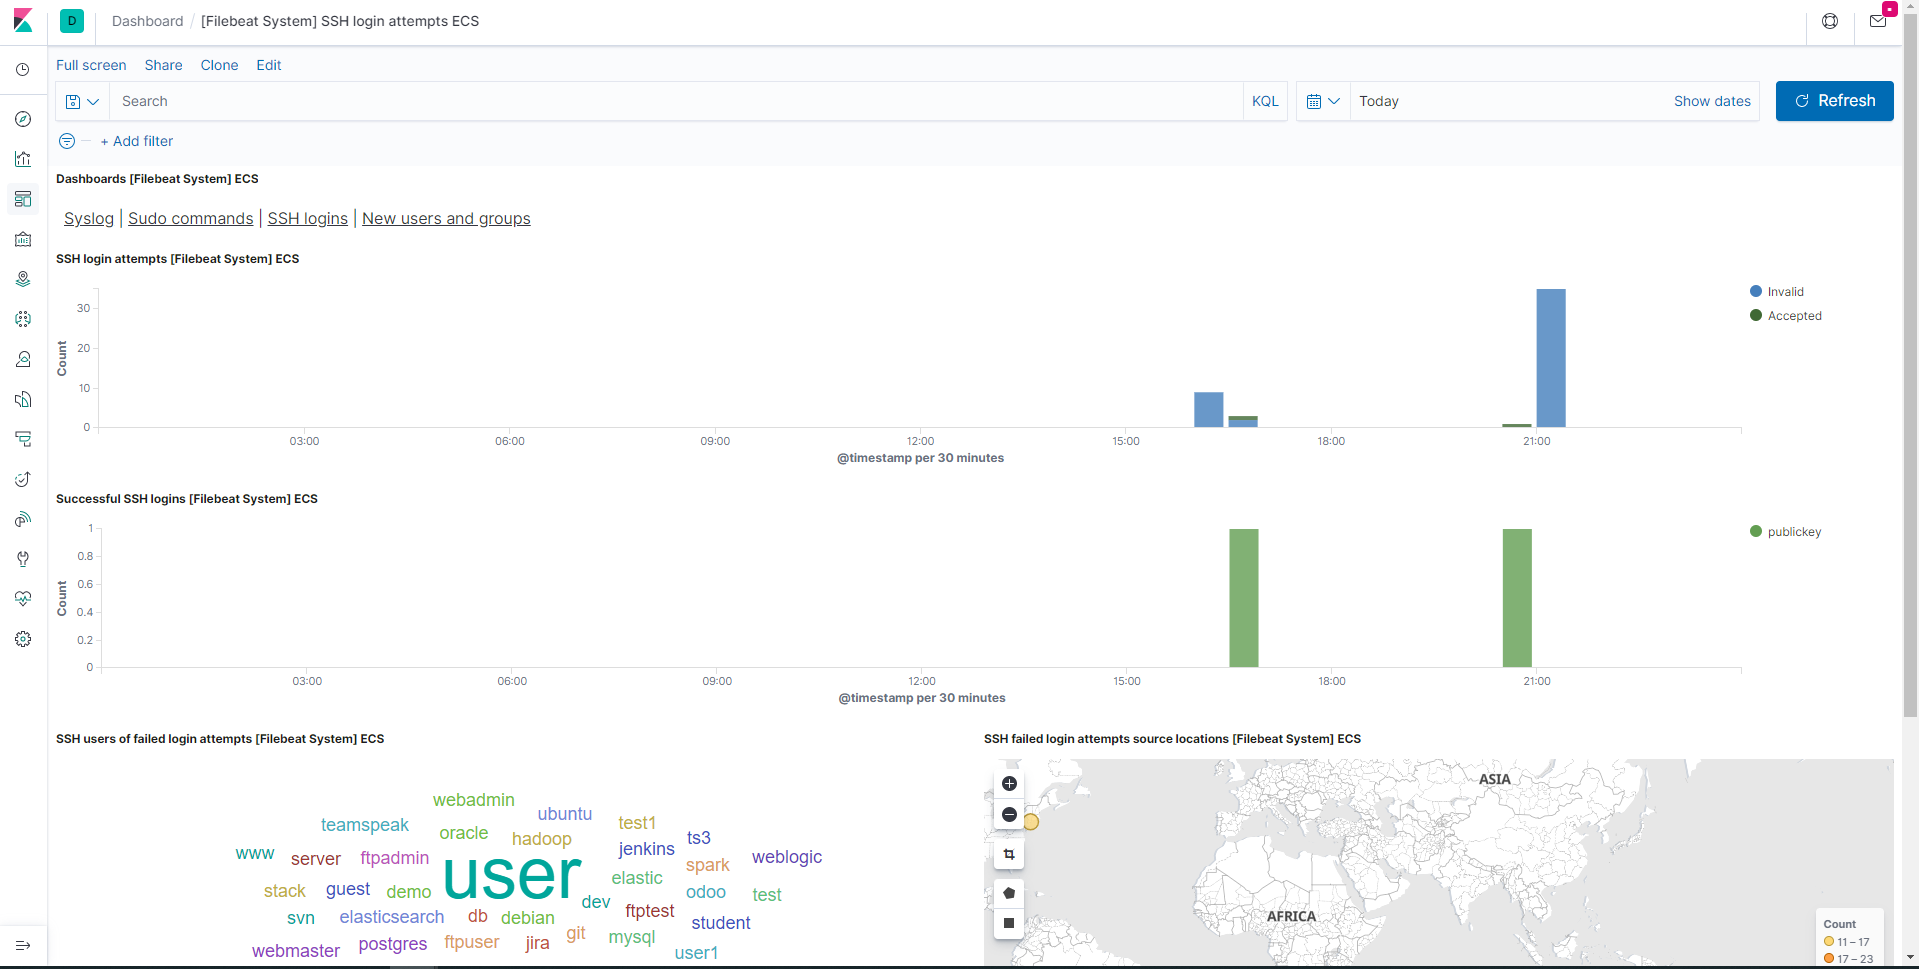 D Dashboard / [Filebeat System] SSH login attempts ECS
Full screen Share Clone Edit
Search KQL Today Show dates Refresh
+ Add filter
Dashboards [Filebeat System] ECS
Syslog | Sudo commands | SSH logins | New users and groups
SSH login attempts [Filebeat System] ECS
30
20
10
0
Count
03:00 06:00 09:00 12:00 15:00 18:00 21:00
@timestamp per 30 minutes
Invalid
Accepted
Successful SSH logins [Filebeat System] ECS
1
0.8
0.6
0.4
0.2
0
Count
03:00 06:00 09:00 12:00 15:00 18:00 21:00
@timestamp per 30 minutes
publickey
SSH users of failed login attempts [Filebeat System] ECS
webadmin ubuntu
teamspeak oracle hadoop test1 ts3
www server ftpadmin user jenkins spark weblogic
stack guest demo dev elastic odoo test
svn elasticsearch db debian ftptest student
webmaster postgres ftpuser jira git mysql user1
SSH failed login attempts source locations [Filebeat System] ECS
ASIA
AFRICA
Count
11 – 17
17 – 23